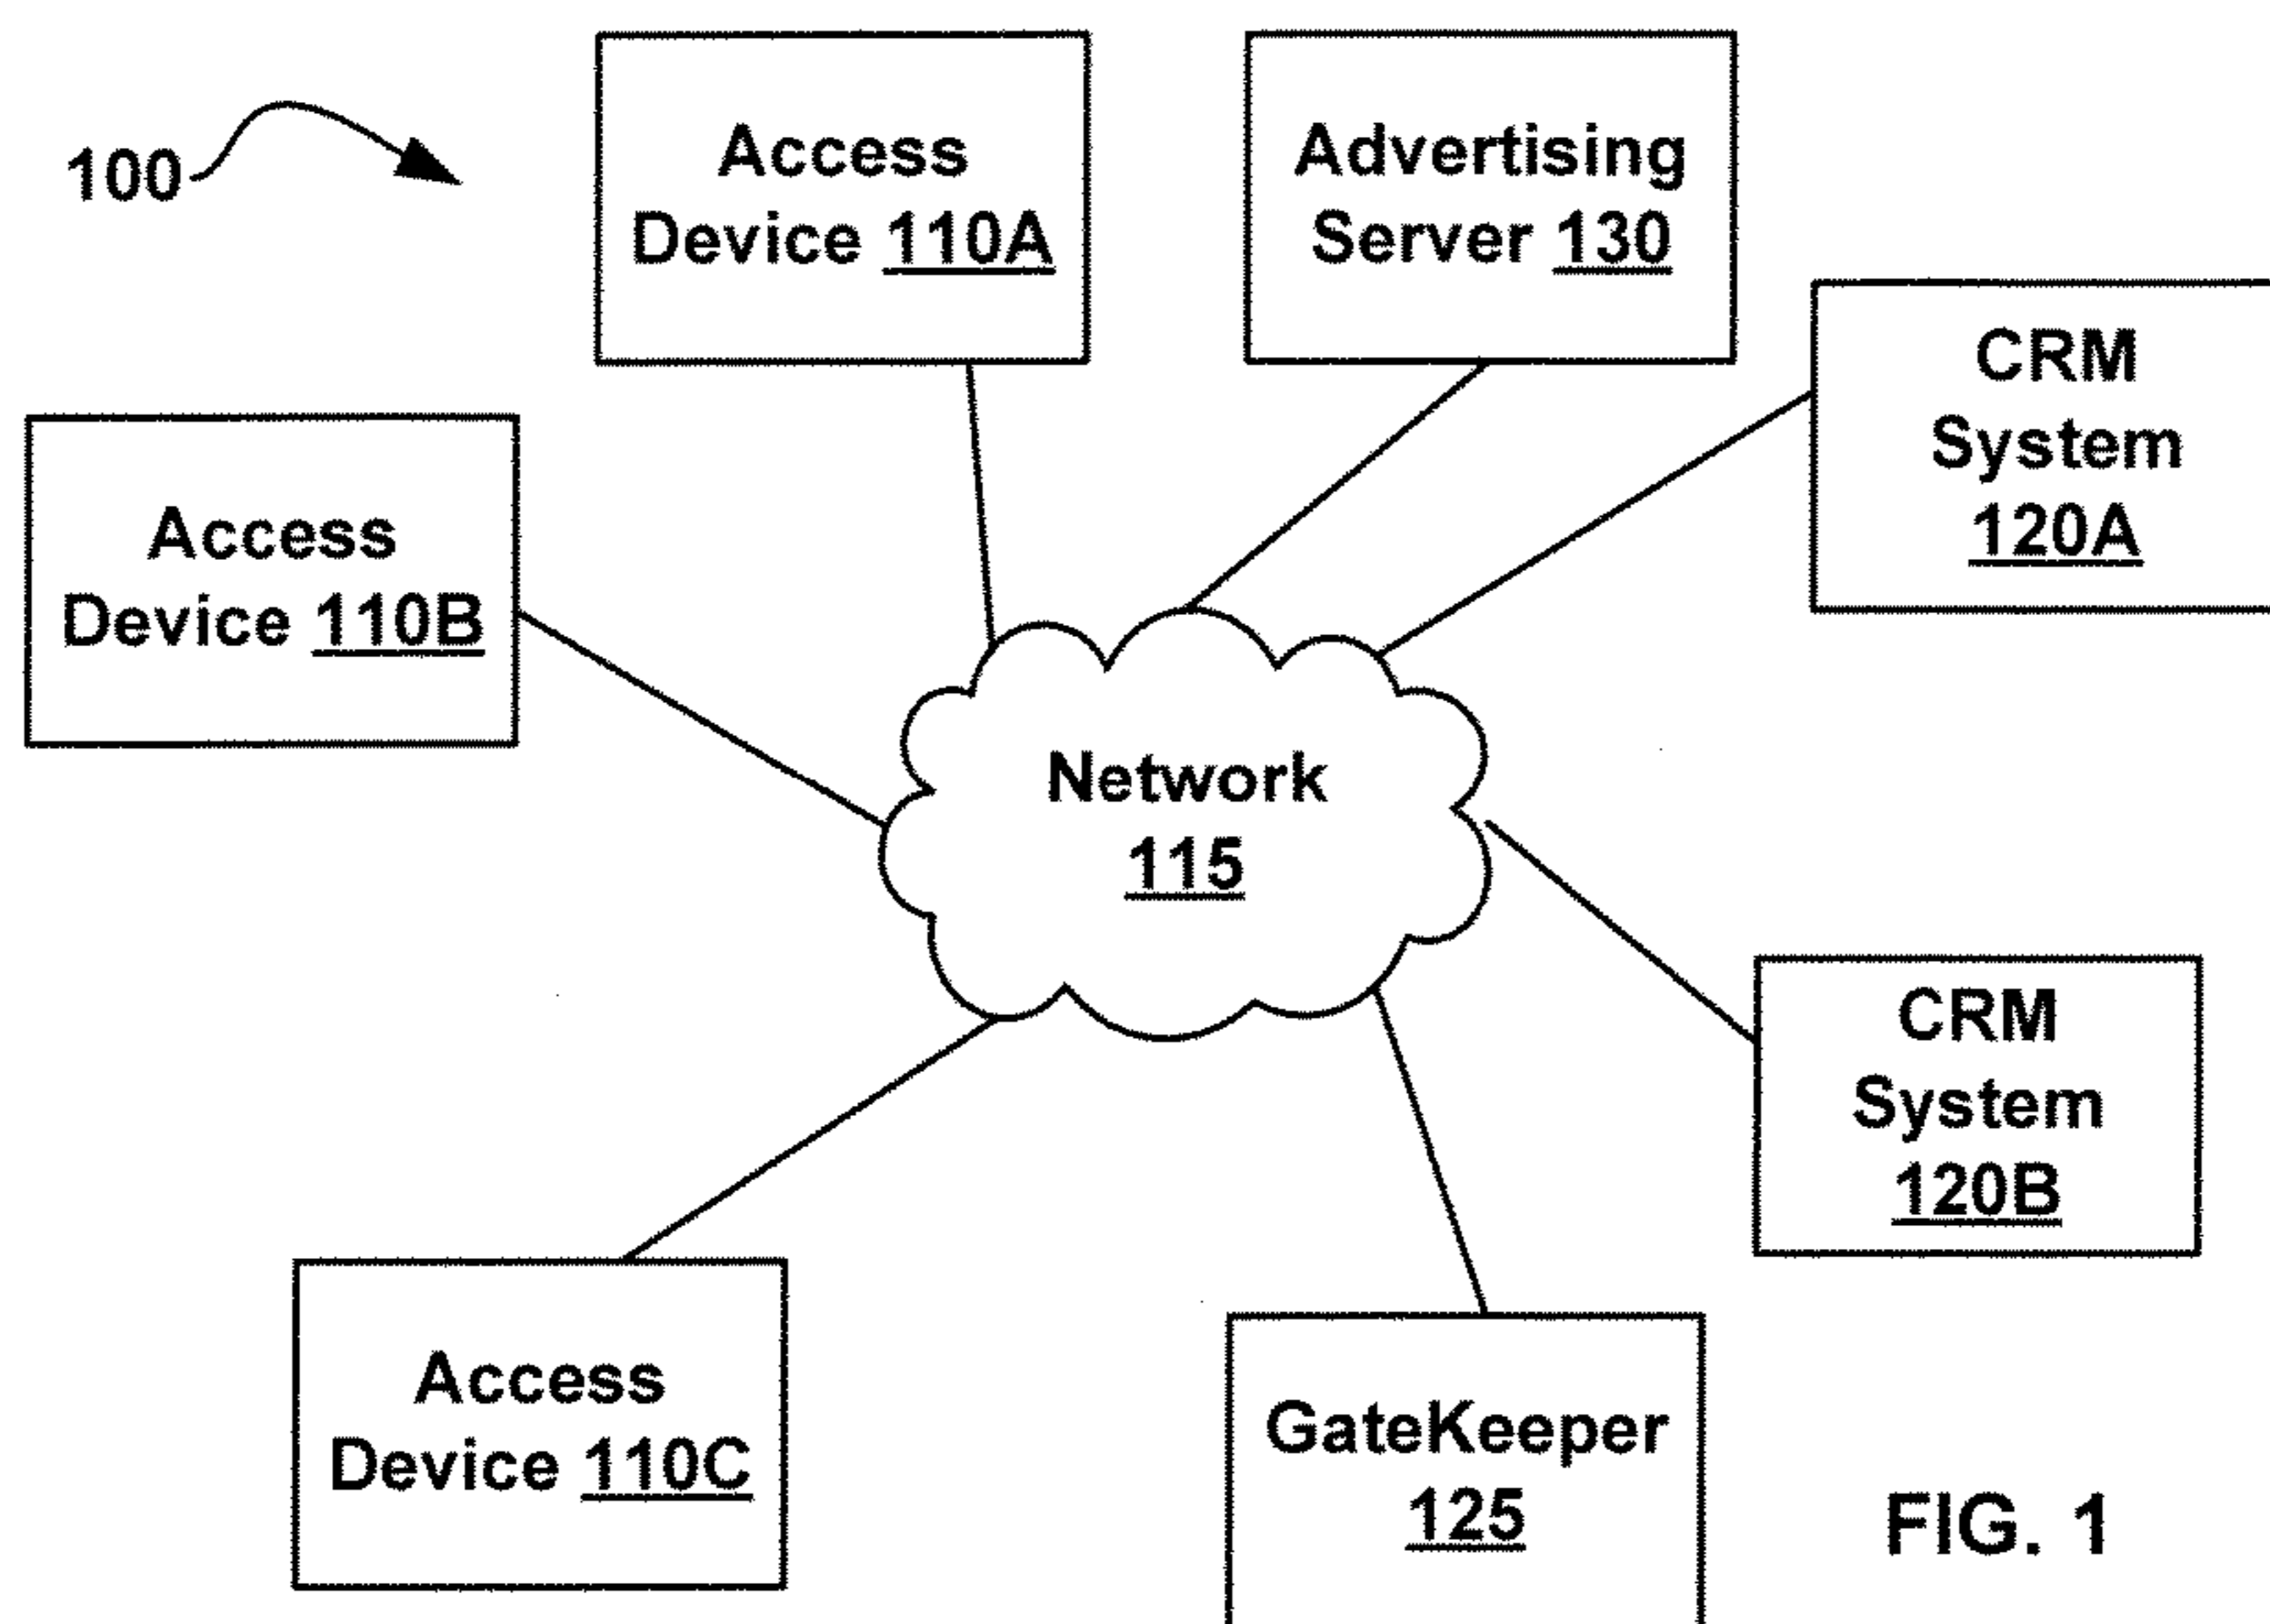 100
Access
Device 110A
Advertising
Server 130
CRM
System
120A
Access
Device 110B
Network
115
CRM
System
120B
Access
Device 110C
GateKeeper
125
FIG. 1